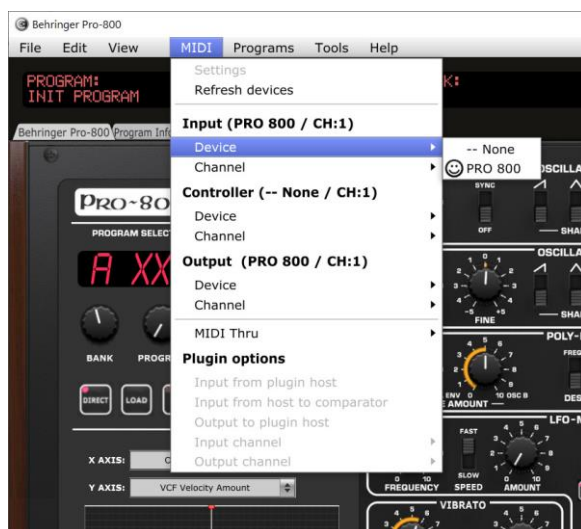 Behringer Pro-800
File Edit View MIDI Programs Tools Help
PROGRAM:
INIT PROGRAM
K:
Behringer Pro-800
Program Info
Settings
Refresh devices
Input (PRO 800 / CH:1)
Device
Channel
Controller (-- None / CH:1)
Device
Channel
Output (PRO 800 / CH:1)
Device
Channel
MIDI Thru
Plugin options
Input from plugin host
Input from host to comparator
Output to plugin host
Input channel
Output channel
-- None
PRO 800
PRO-80
PROGRAM SELEC
A XX
BANK PROGR
DIRECT LOAD
X AXIS:
Y AXIS: VCF Velocity Amount
OSCILLA
SYNC
OFF
SHA
OSCILLA
FINE
SHA
POLY-
FREQ
ENV 0 10 OSC B
E AMOUNT
DES
LFO-
FAST
SLOW
FREQUENCY SPEED AMOUNT
VIBRATO